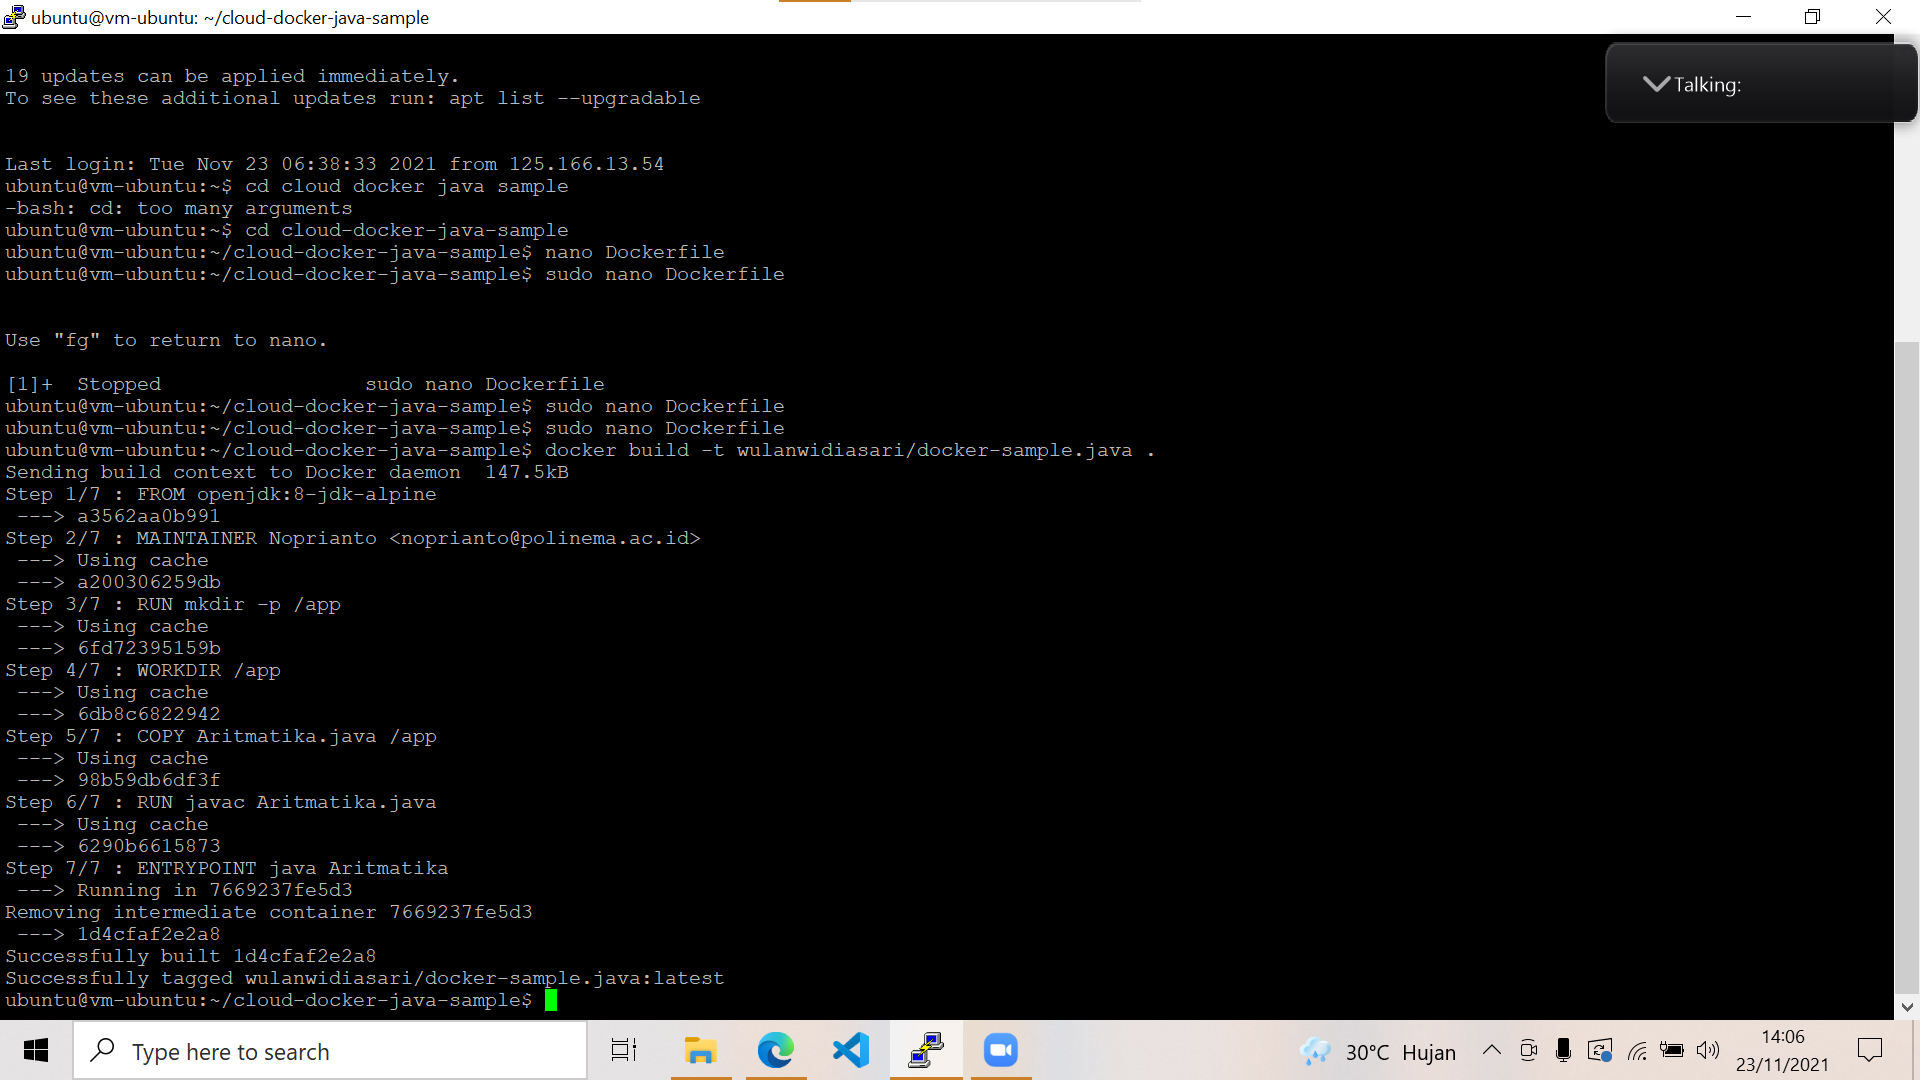 ubuntu@vm-ubuntu: ~/cloud-docker-java-sample
Talking:
19 updates can be applied immediately.
To see these additional updates run: apt list --upgradable
Last login: Tue Nov 23 06:38:33 2021 from 125.166.13.54
ubuntu@vm-ubuntu:~$ cd cloud docker java sample
-bash: cd: too many arguments
ubuntu@vm-ubuntu:~$ cd cloud-docker-java-sample
ubuntu@vm-ubuntu:~/cloud-docker-java-sample$ nano Dockerfile
ubuntu@vm-ubuntu:~/cloud-docker-java-sample$ sudo nano Dockerfile
Use "fg" to return to nano.
[1]+  Stopped                 sudo nano Dockerfile
ubuntu@vm-ubuntu:~/cloud-docker-java-sample$ sudo nano Dockerfile
ubuntu@vm-ubuntu:~/cloud-docker-java-sample$ sudo nano Dockerfile
ubuntu@vm-ubuntu:~/cloud-docker-java-sample$ docker build -t wulanwidiasari/docker-sample.java .
Sending build context to Docker daemon  147.5kB
Step 1/7 : FROM openjdk:8-jdk-alpine
 ---> a3562aa0b991
Step 2/7 : MAINTAINER Noprianto <noprianto@polinema.ac.id>
 ---> Using cache
 ---> a200306259db
Step 3/7 : RUN mkdir -p /app
 ---> Using cache
 ---> 6fd72395159b
Step 4/7 : WORKDIR /app
 ---> Using cache
 ---> 6db8c6822942
Step 5/7 : COPY Aritmatika.java /app
 ---> Using cache
 ---> 98b59db6df3f
Step 6/7 : RUN javac Aritmatika.java
 ---> Using cache
 ---> 6290b6615873
Step 7/7 : ENTRYPOINT java Aritmatika
 ---> Running in 7669237fe5d3
Removing intermediate container 7669237fe5d3
 ---> 1d4cfaf2e2a8
Successfully built 1d4cfaf2e2a8
Successfully tagged wulanwidiasari/docker-sample.java:latest
ubuntu@vm-ubuntu:~/cloud-docker-java-sample$
Type here to search
30°C Hujan
14:06
23/11/2021